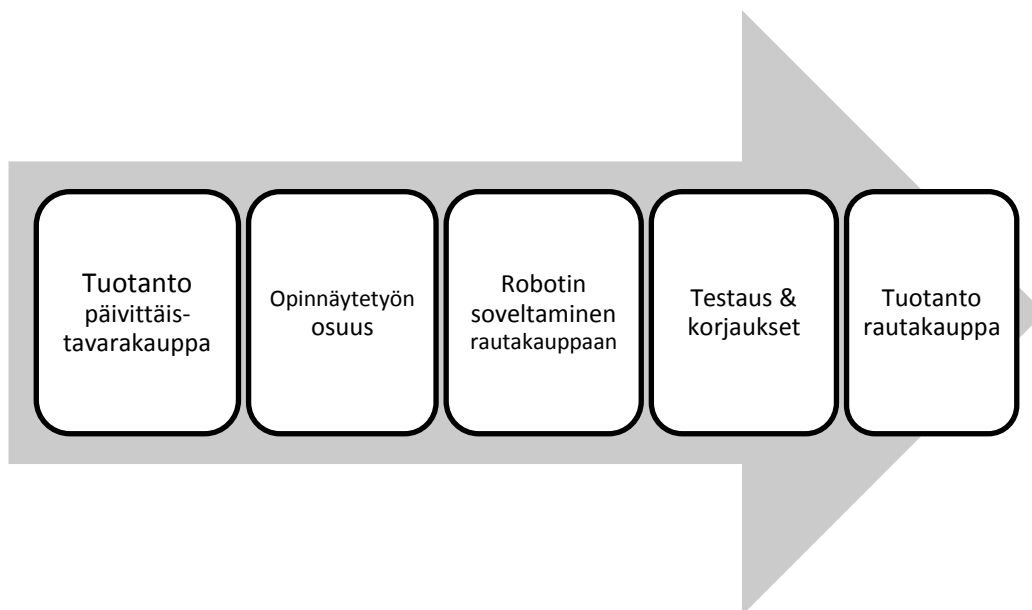 Tuotanto
päivittäis-
tavarakauppa
Opinnäytetyön
osuus
Robotin
soveltaminen
rautakauppaan
Testaus &
korjaukset
Tuotanto
rautakauppa